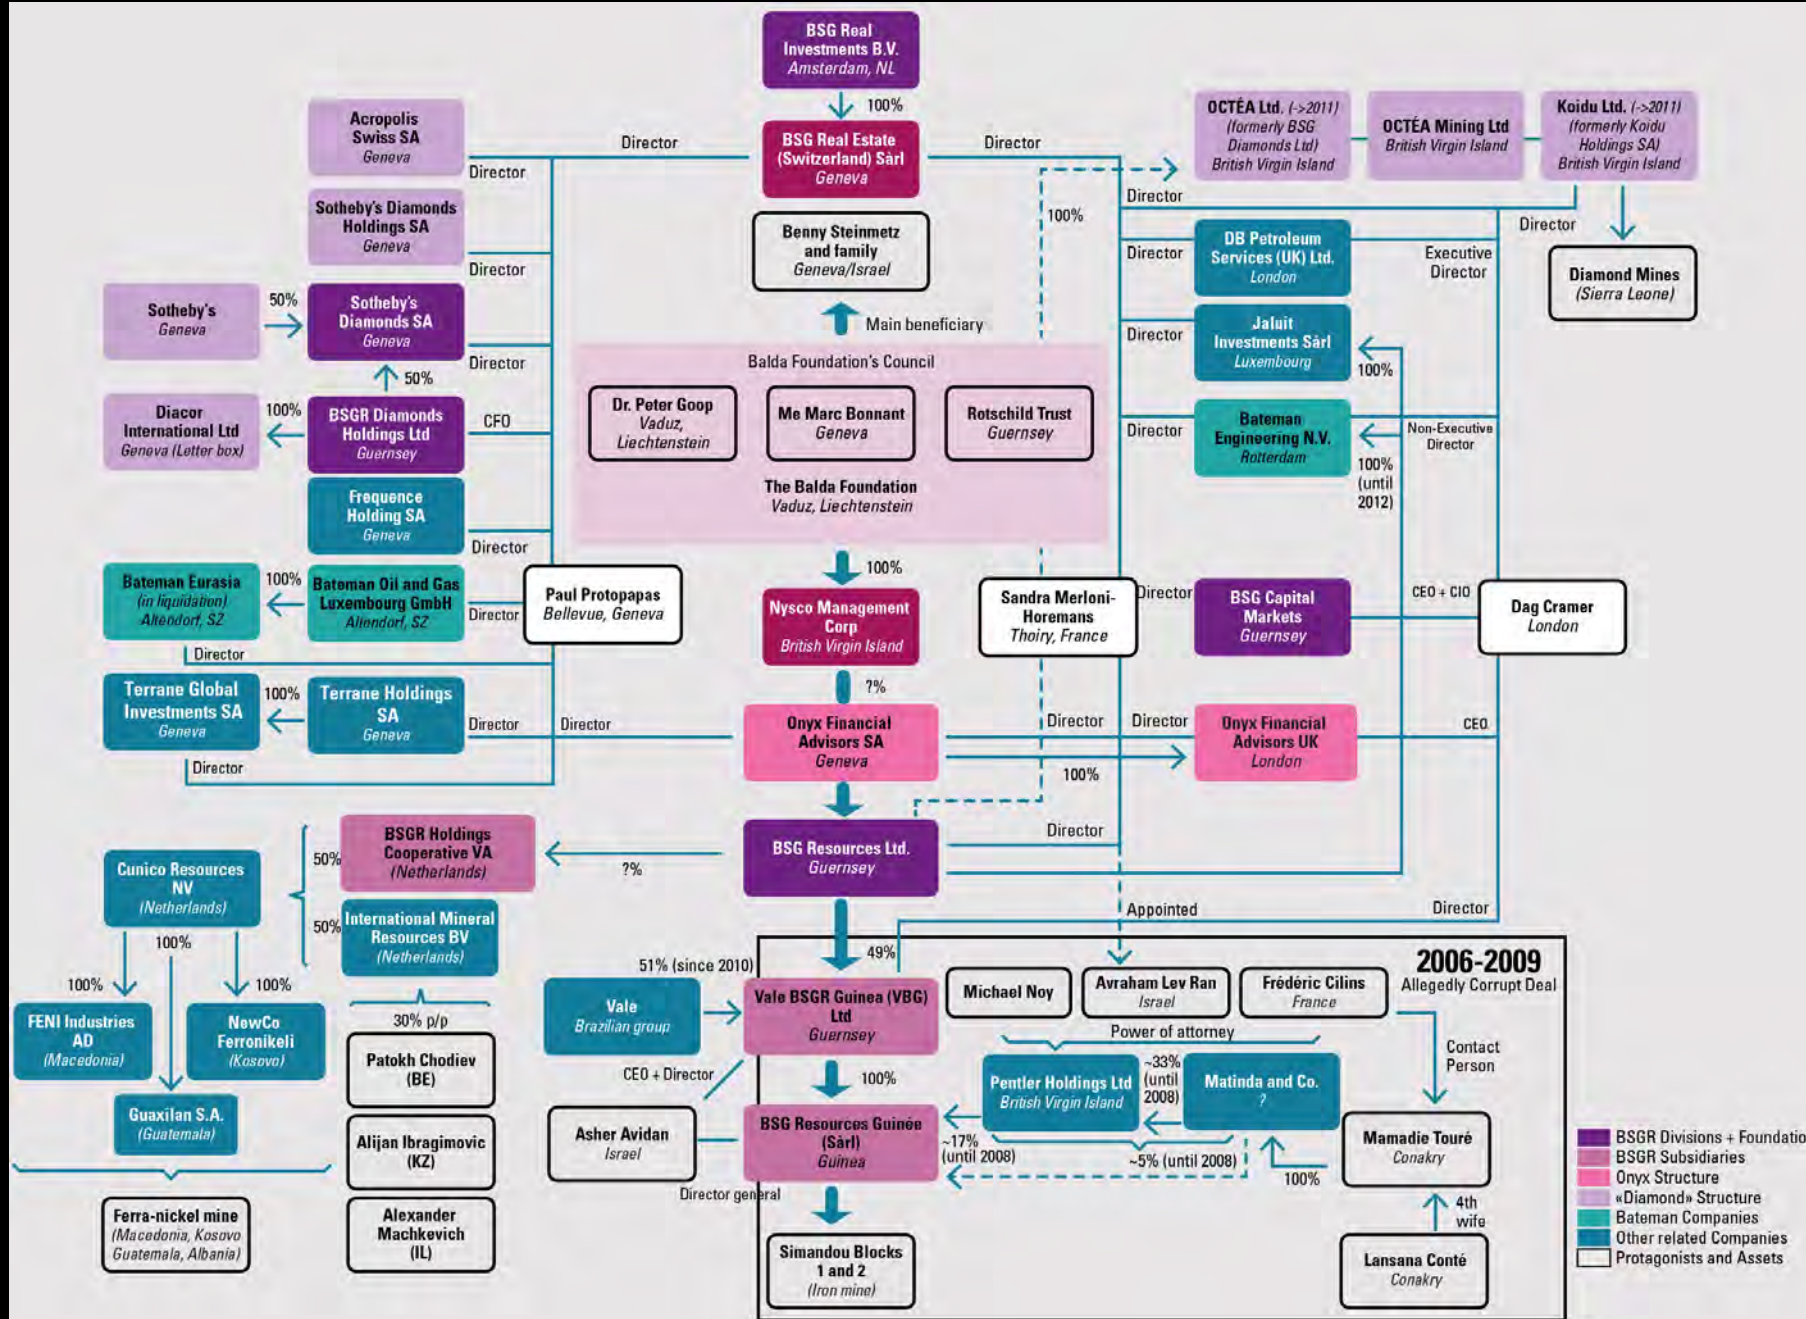 BSG Real
Investments B.V.
Amsterdam, NL
100%
Acropolis
Swiss SA
Geneva
Director
Director
BSG Real Estate
(Switzerland) Sàrl
Geneva
Director
OCTÉA Ltd. (->2011)
(formerly BSG
Diamonds Ltd)
British Virgin Island
OCTÉA Mining Ltd
British Virgin Island
Koidu Ltd. (->2011)
(formerly Koidu
Holdings SA)
British Virgin Island
Director
100%
Director
Sotheby's Diamonds
Holdings SA
Geneva
Director
Benny Steinmetz
and family
Geneva/Israel
Main beneficiary
Director
DB Petroleum
Services (UK) Ltd.
London
Executive
Director
Diamond Mines
(Sierra Leone)
Sotheby's
Geneva
50%
Sotheby's
Diamonds SA
Geneva
Director
50%
Director
Jaluit
Investments Sàrl
Luxembourg
100%
Balda Foundation's Council
Dr. Peter Goop
Vaduz,
Liechtenstein
Me Marc Bonnant
Geneva
Rotschild Trust
Guernsey
The Balda Foundation
Vaduz, Liechtenstein
Diacor
International Ltd
Geneva (Letter box)
100%
BSGR Diamonds
Holdings Ltd
Guernsey
CFO
Director
Bateman
Engineering N.V.
Rotterdam
Non-Executive
Director
100%
(until
2012)
Frequence
Holding SA
Geneva
Director
Bateman Eurasia
(in liquidation)
Altendorf, SZ
100%
Bateman Oil and Gas
Luxembourg GmbH
Altendorf, SZ
Director
Paul Protopapas
Bellevue, Geneva
100%
Nysco Management
Corp
British Virgin Island
Sandra Merloni-
Horemans
Thoiry, France
Director
BSG Capital
Markets
Guernsey
CEO + CIO
Dag Cramer
London
Director
Terrane Global
Investments SA
Geneva
100%
Terrane Holdings
SA
Geneva
Director
Director
?%
Onyx Financial
Advisors SA
Geneva
Director
Director
100%
Onyx Financial
Advisors UK
London
CEO
Director
BSGR Holdings
Cooperative VA
(Netherlands)
?%
BSG Resources Ltd.
Guernsey
Director
Cunico Resources
NV
(Netherlands)
50%
50%
International Mineral
Resources BV
(Netherlands)
Appointed
Director
100%
100%
100%
FENI Industries
AD
(Macedonia)
NewCo
Ferronikeli
(Kosovo)
Guaxilan S.A.
(Guatemala)
Ferra-nickel mine
(Macedonia, Kosovo
Guatemala, Albania)
30% p/p
Patokh Chodiev
(BE)
Alijan Ibragimovic
(KZ)
Alexander
Machkevich
(IL)
49%
51% (since 2010)
Vale
Brazilian group
Vale BSGR Guinea (VBG)
Ltd
Guernsey
CEO + Director
100%
Asher Avidan
Israel
BSG Resources Guinée
(Sàrl)
Guinea
Director general
Simandou Blocks
1 and 2
(Iron mine)
2006-2009
Allegedly Corrupt Deal
Michael Noy
Avraham Lev Ran
Israel
Frédéric Cilins
France
Power of attorney
Contact
Person
Pentler Holdings Ltd
British Virgin Island
~33%
(until
2008)
Matinda and Co.
?
~17%
(until 2008)
~5% (until 2008)
100%
Mamadie Touré
Conakry
4th
wife
Lansana Conté
Conakry
BSGR Divisions + Foundatio
BSGR Subsidiaries
Onyx Structure
«Diamond» Structure
Bateman Companies
Other related Companies
Protagonists and Assets